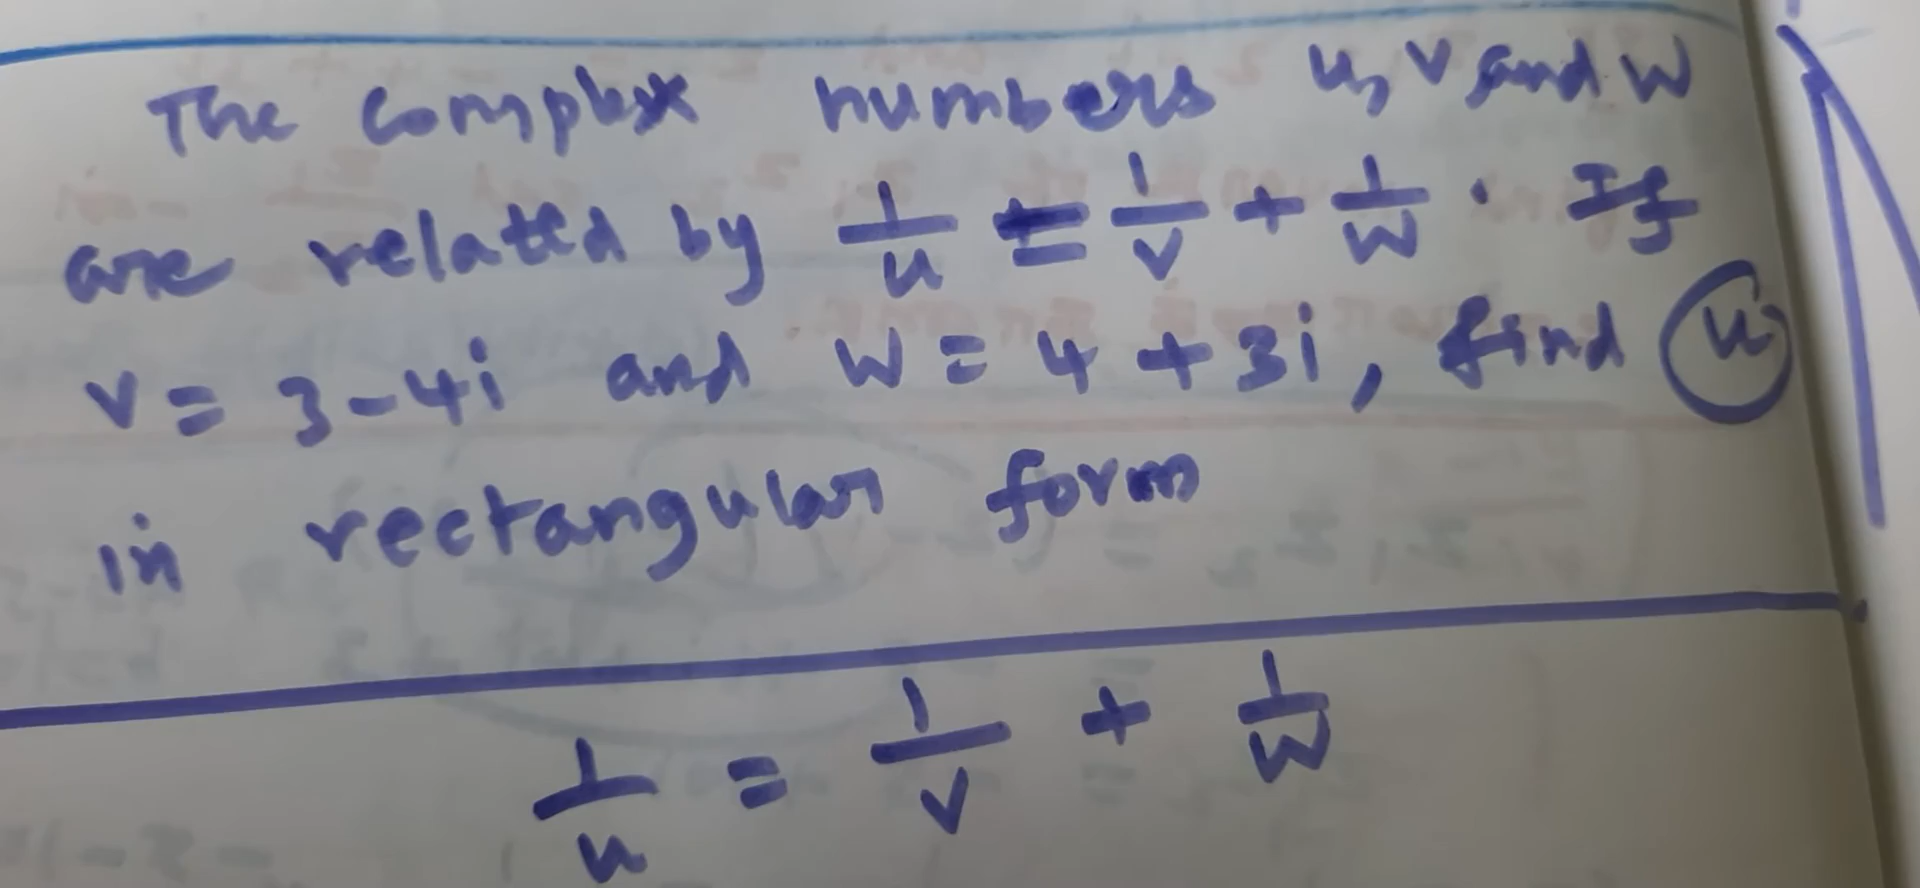 The complex numbers u, v and w
are related by 1/u = 1/v + 1/w. If
v = 3-4i and w = 4+3i, find u
in rectangular form
1/u = 1/v + 1/w